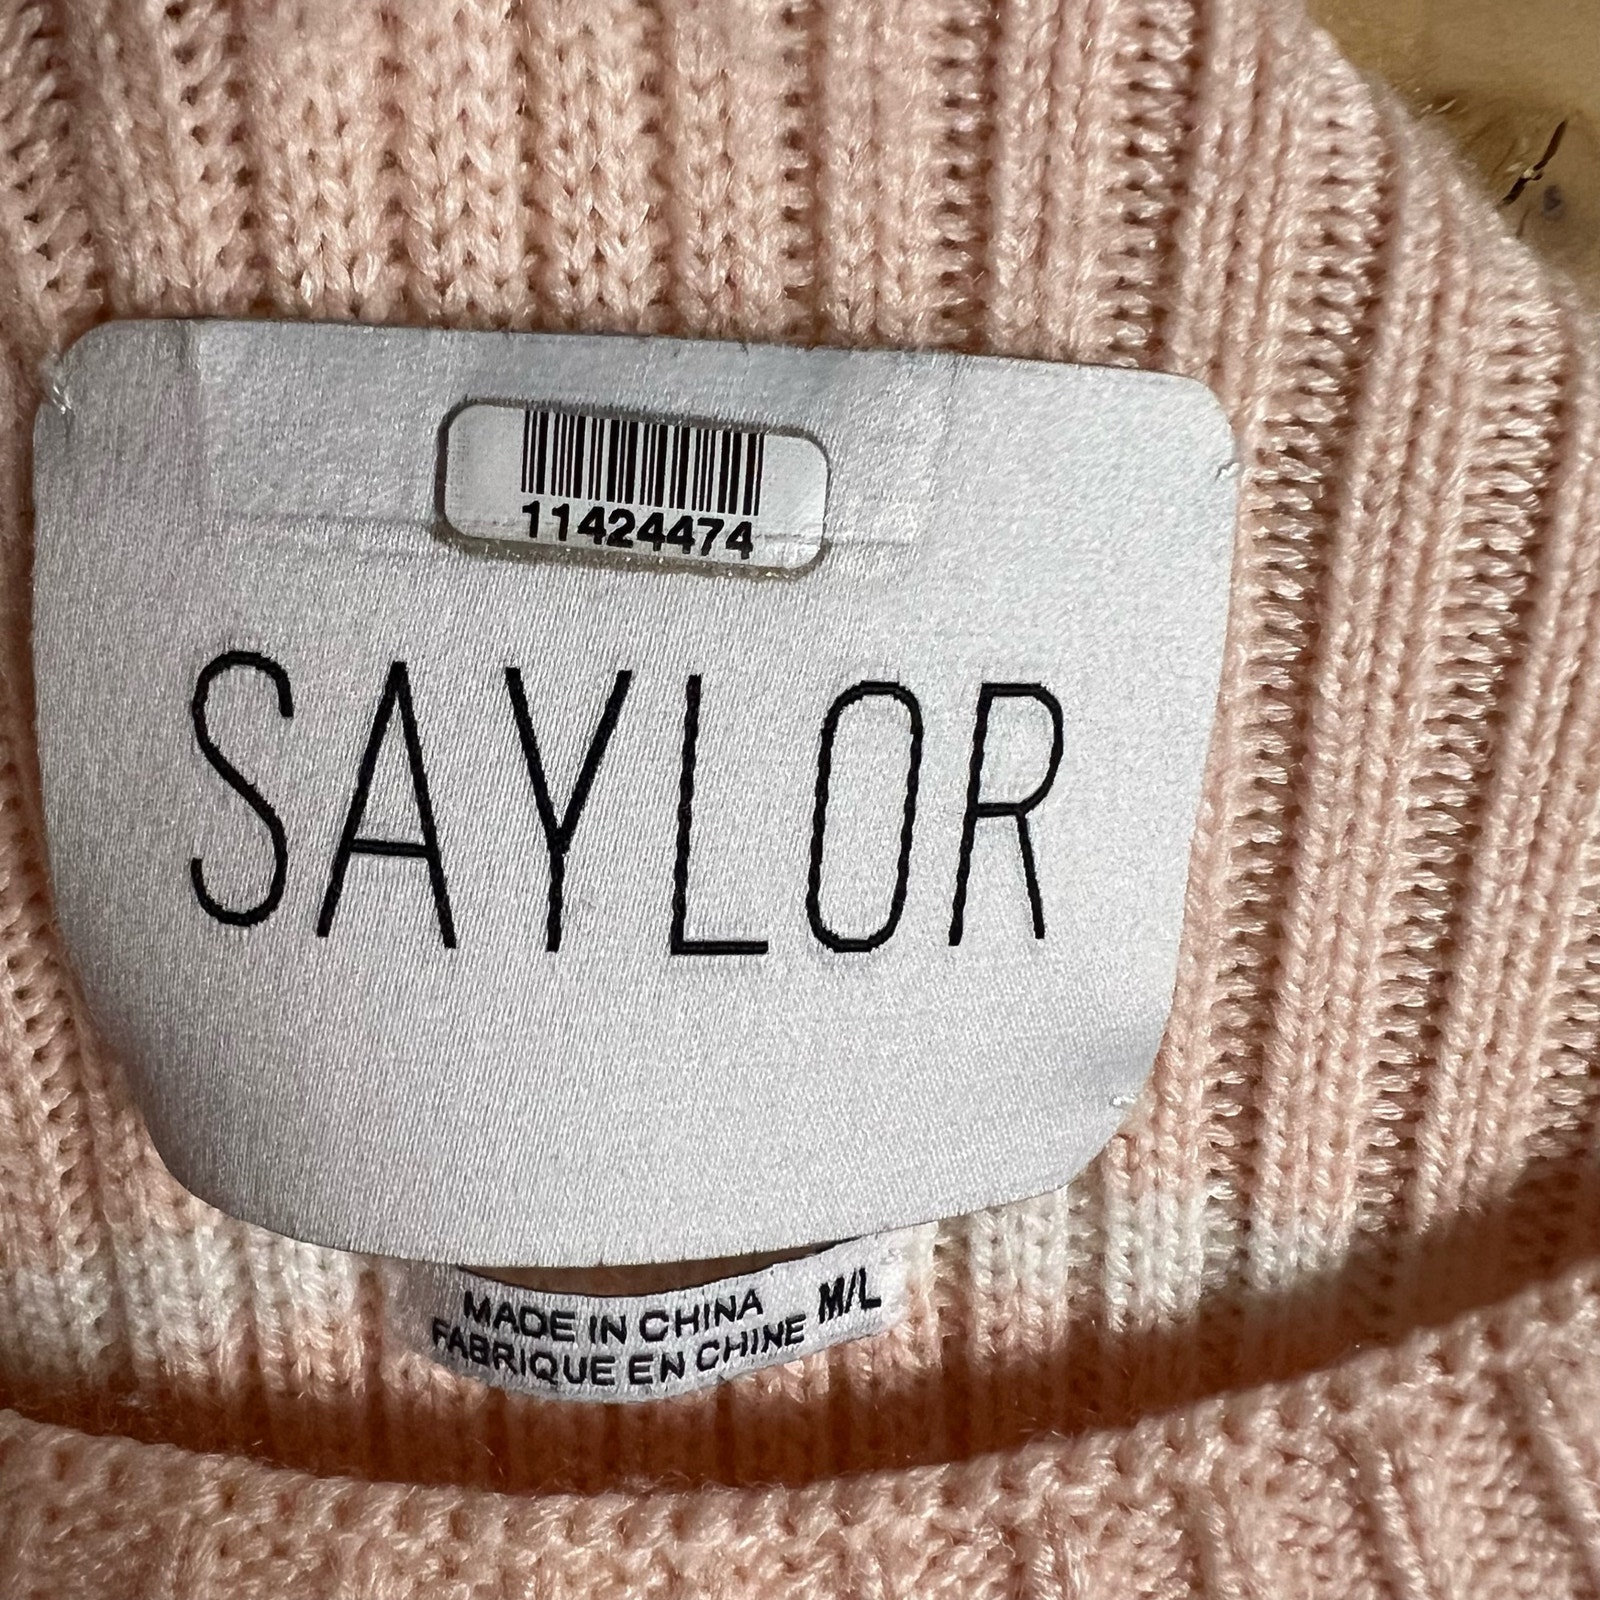 11424474
SAYLOR
MADE IN CHINA M/L
FABRIQUE EN CHINE